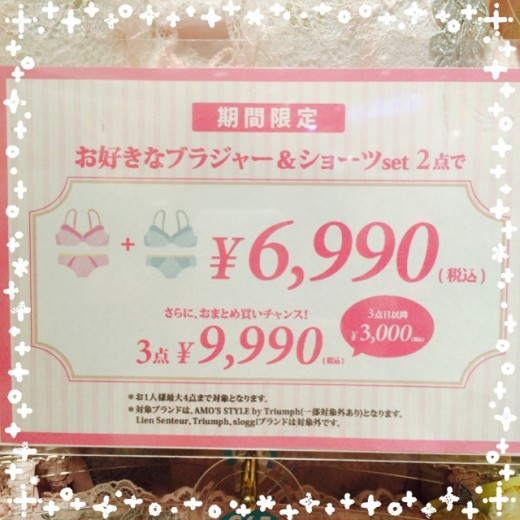 期間限定
お好きなブラジャー＆ショーツset 2点で
+ ¥6,990(税込)
さらに、おまとめ買いチャンス!
3点 ¥9,990(税込)
3点目以降
¥3,000(税込)
＊お1人様最大4点まで対象となります。
＊対象ブランドは、AMO'S STYLE by Triumph(一部対象外あり)となります。
Lien Senteur, Triumph, sloggiブランドは対象外です。